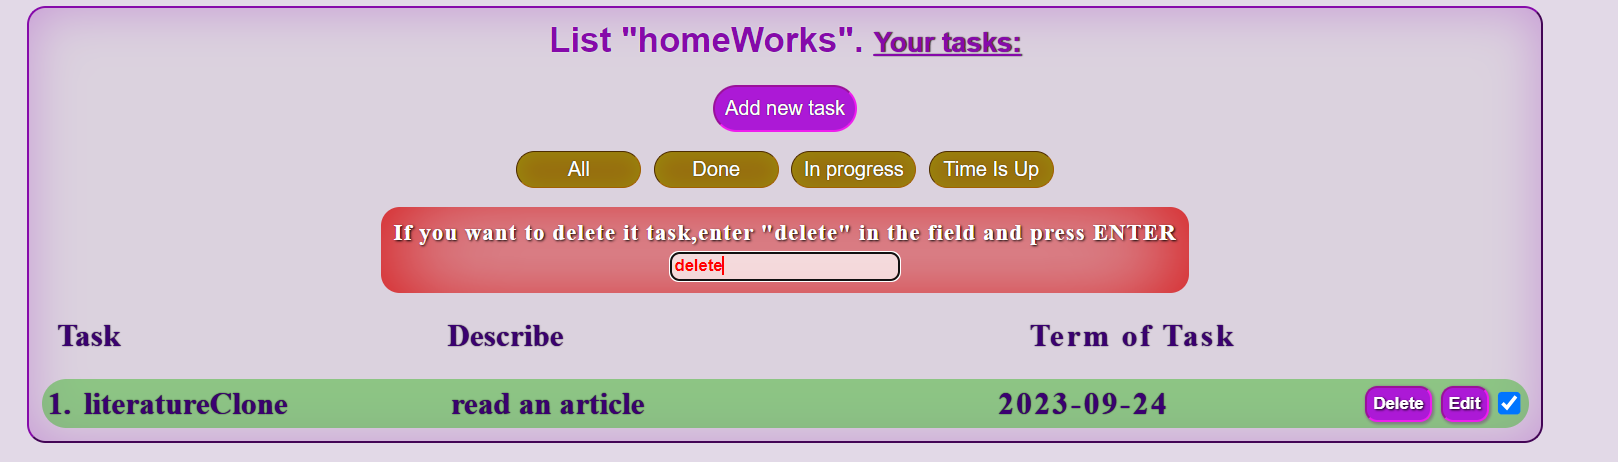 List "homeWorks". Your tasks:
Add new task
All Done In progress Time Is Up
If you want to delete it task,enter "delete" in the field and press ENTER
delete
Task Describe Term of Task
1. literatureClone read an article 2023-09-24 Delete Edit